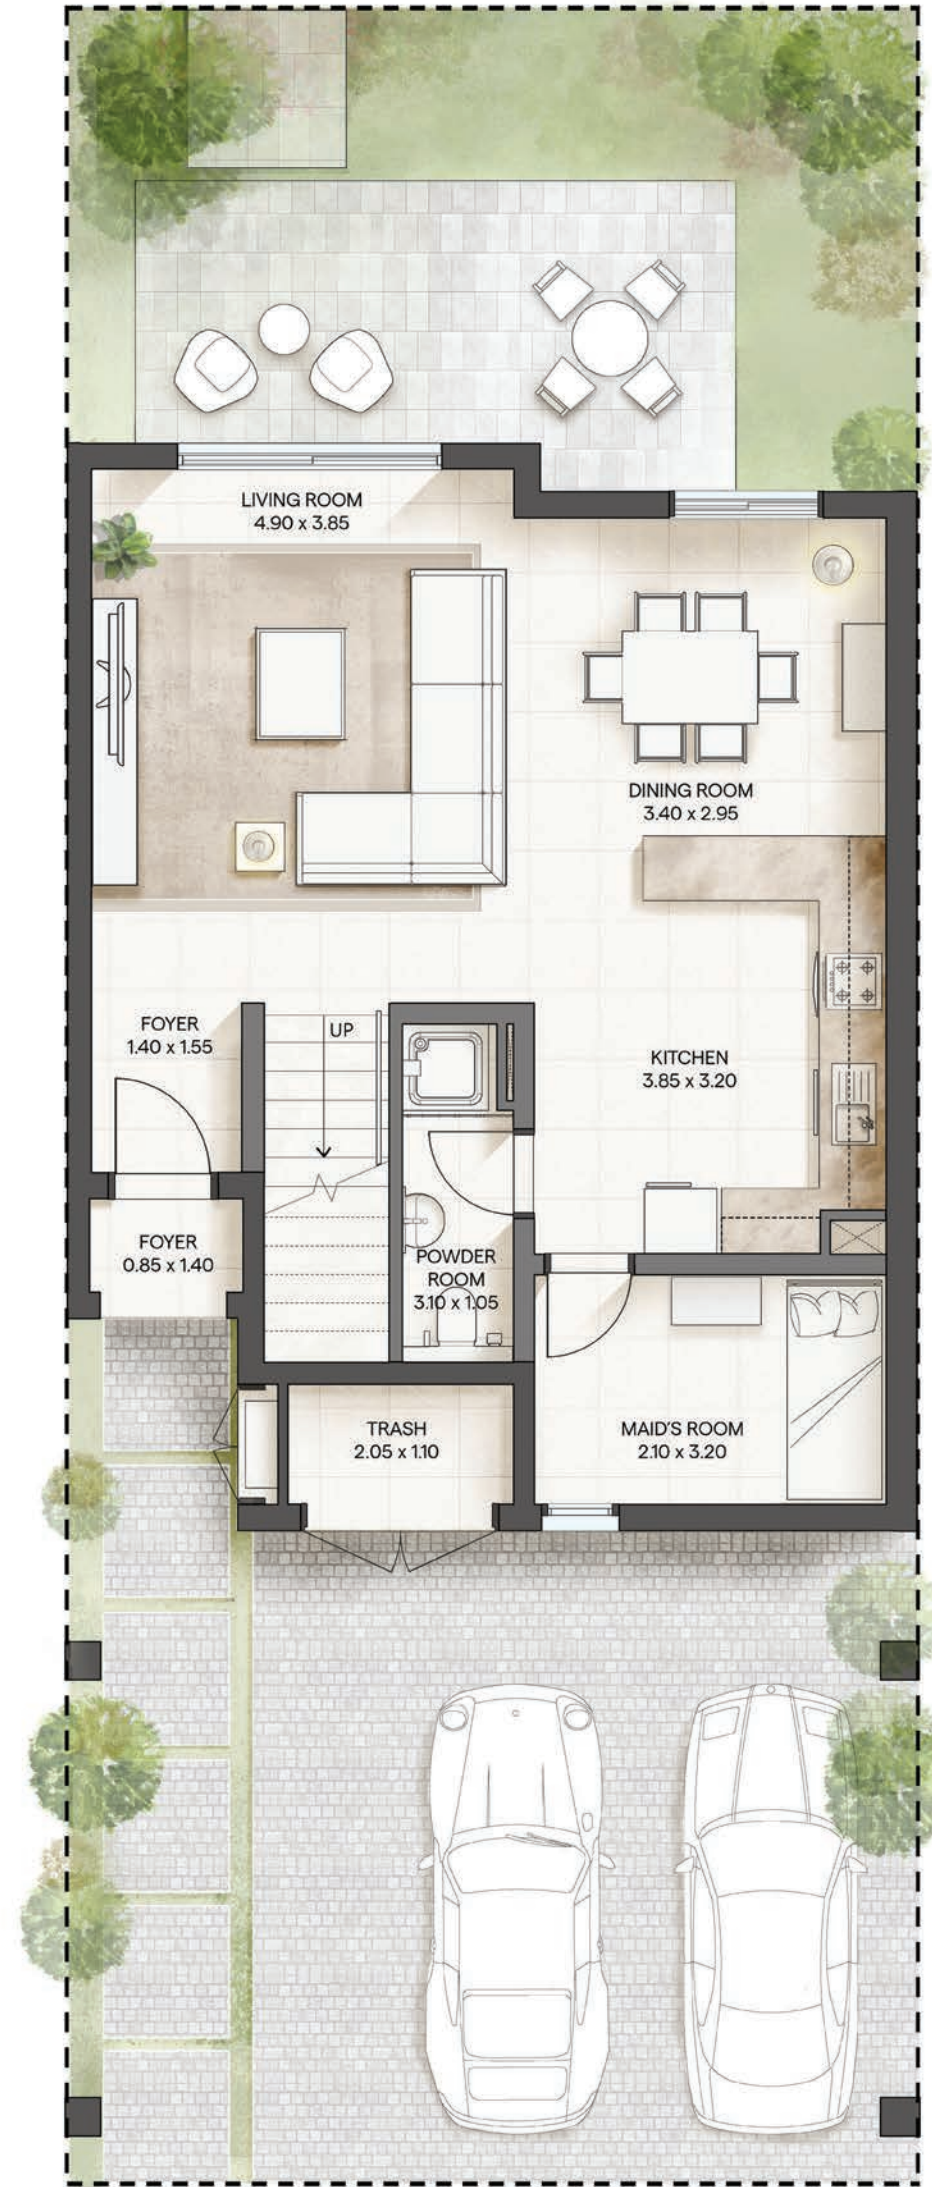 LIVING ROOM
4.90 x 3.85
DINING ROOM
3.40 x 2.95
FOYER
1.40 x 1.55
UP
KITCHEN
3.85 x 3.20
FOYER
0.85 x 1.40
POWDER
ROOM
3.10 x 1.05
TRASH
2.05 x 1.10
MAID'S ROOM
2.10 x 3.20